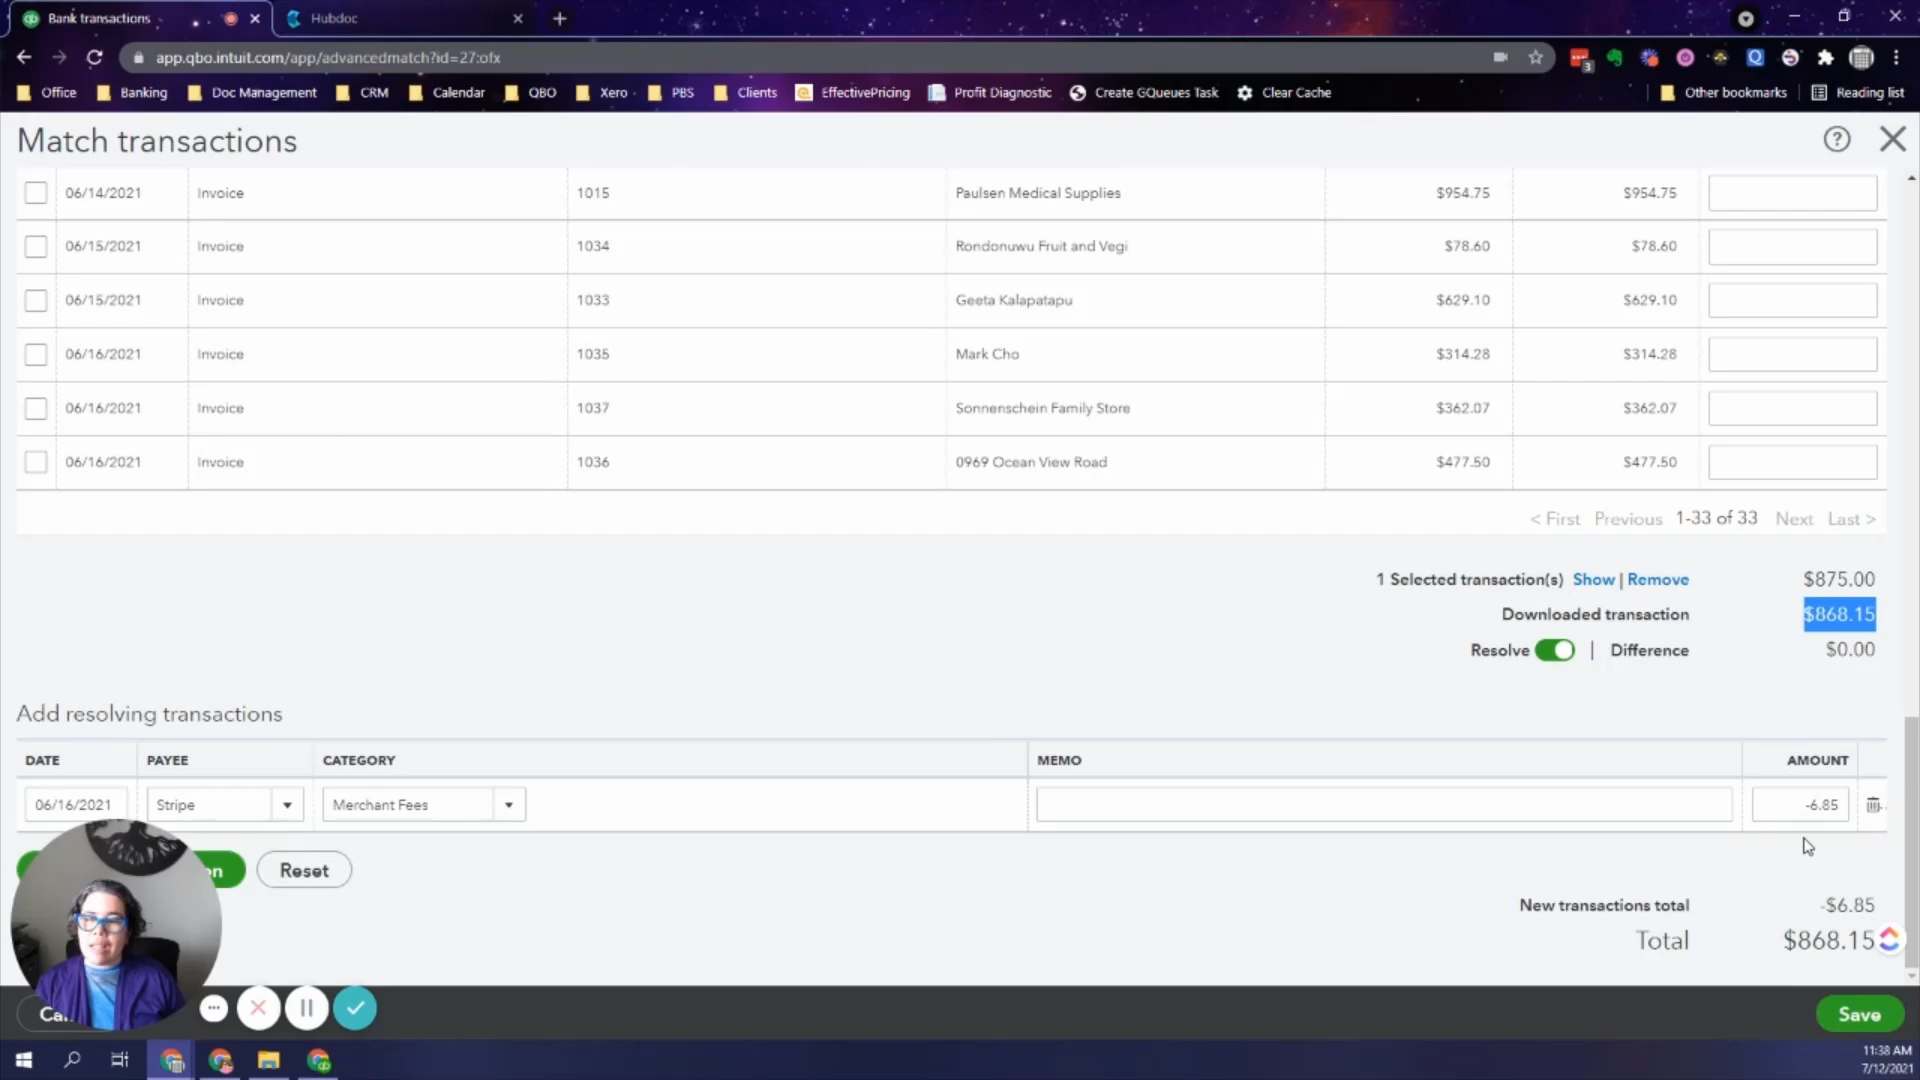 Bank transactions
Hubdoc
app.qbo.intuit.com/app/advancedmatch?id=27:ofx
3
Office Banking Doc Management CRM Calendar QBO Xero PBS Clients EffectivePricing Profit Diagnostic Create GQueues Task Clear Cache Other bookmarks Reading list
Match transactions
06/14/2021 Invoice 1015 Paulsen Medical Supplies $954.75 $954.75
06/15/2021 Invoice 1034 Rondonuwu Fruit and Vegi $78.60 $78.60
06/15/2021 Invoice 1033 Geeta Kalapatapu $629.10 $629.10
06/16/2021 Invoice 1035 Mark Cho $314.28 $314.28
06/16/2021 Invoice 1037 Sonnenschein Family Store $362.07 $362.07
06/16/2021 Invoice 1036 0969 Ocean View Road $477.50 $477.50
< First Previous 1-33 of 33 Next Last >
1 Selected transaction(s) Show | Remove $875.00
Downloaded transaction $868.15
Resolve | Difference $0.00
Add resolving transactions
DATE PAYEE CATEGORY MEMO AMOUNT
06/16/2021 Stripe Merchant Fees -6.85
on Reset
New transactions total -$6.85
Total $868.15
Ca
Save
11:38 AM
7/12/2021